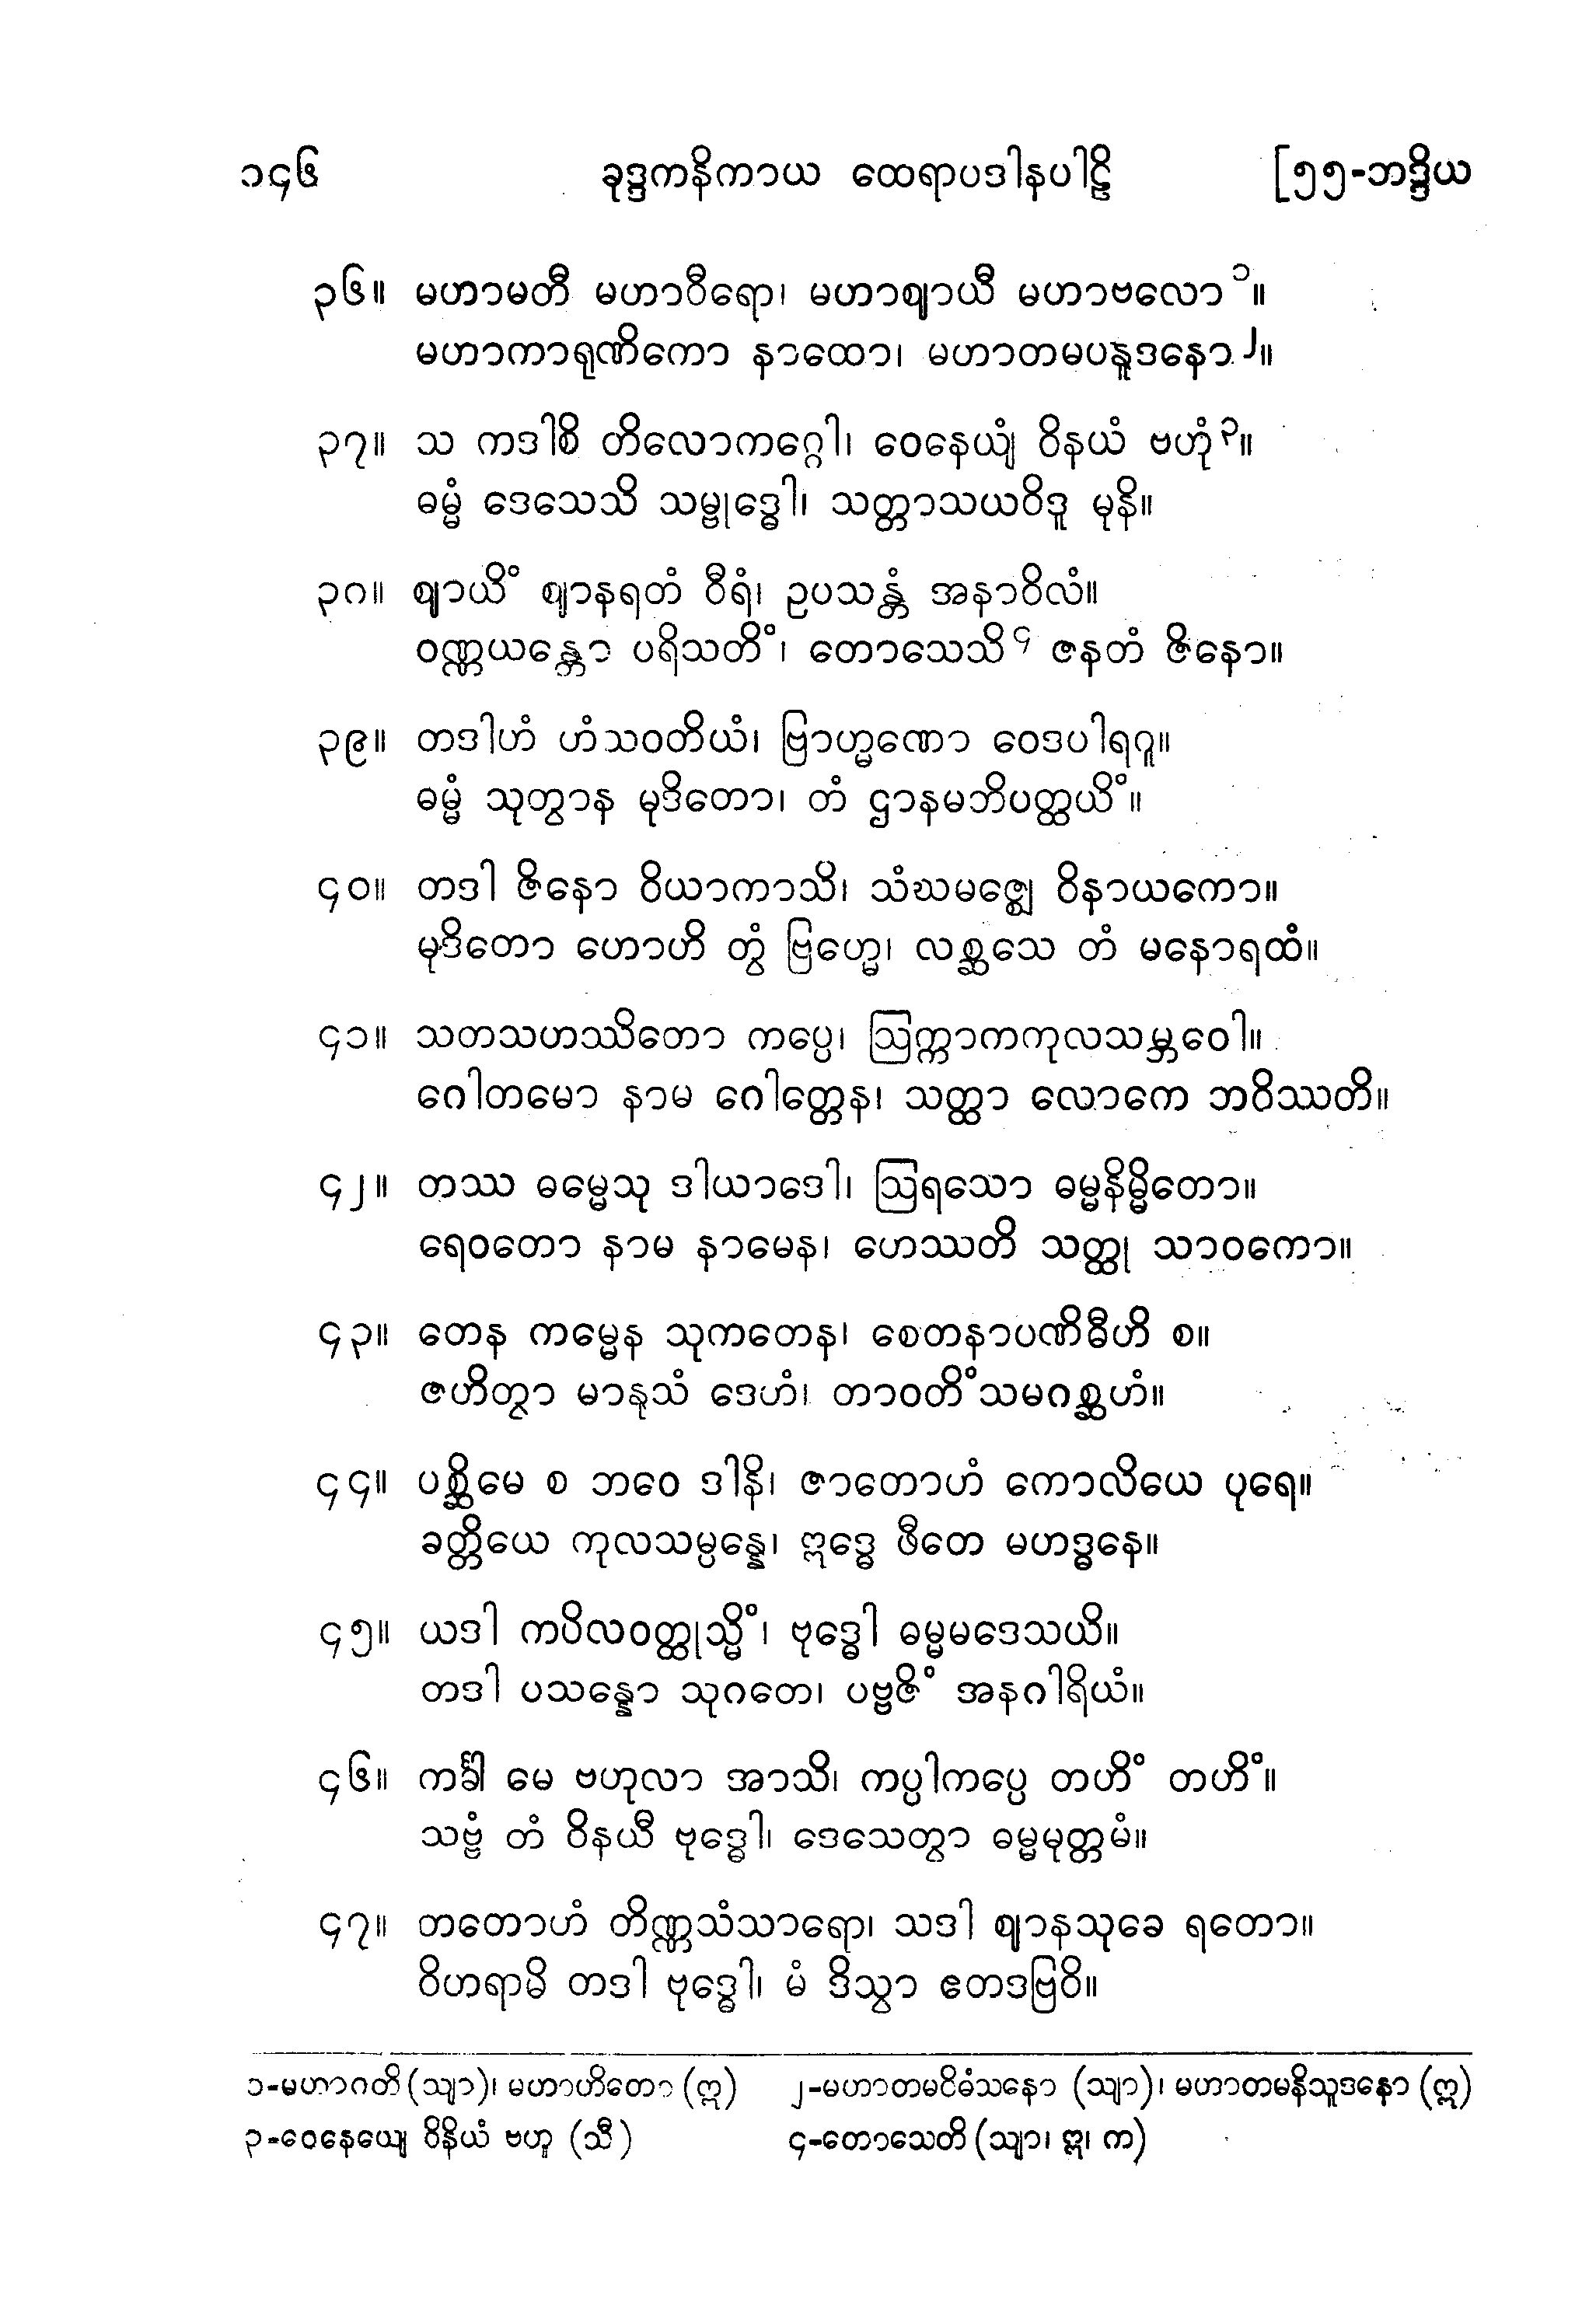 ၁၄၆ ခုဒ္ဒကနိကာယ ထေရာပဒါနပါဠိ [၅၅-ဘဒ္ဒိယ
၃၆။ မဟာမတီ မဟာဝီရော၊ မဟာဈာယီ မဟာဗလော ၁။
မဟာကာရုဏိကော နာထော၊ မဟာတမပနူဒနော ၂။
၃၇။ သ ကဒါစိ တိလောကဂ္ဂေါ၊ ဝေနေယျံ ဝိနယံ ဗဟုံ ၃။
ဓမ္မံ ဒေသေသိ သမ္ဗုဒ္ဓေါ၊ သတ္တာသယဝိဒူ မုနိ။
၃၈။ ဈာယိံ ဈာနရတံ ဝီရံ၊ ဥပသန္တံ အနာဝိလံ။
ဝဏ္ဏယန္တော ပရိသတိံ၊ တောသေသိ ၄ ဇနတံ ဇိနော။
၃၉။ တဒါဟံ ဟံသဝတိယံ၊ ဗြာဟ္မဏော ဝေဒပါရဂူ။
ဓမ္မံ သုတွာန မုဒိတော၊ တံ ဌာနမဘိပတ္ထယိံ။
၄၀။ တဒါ ဇိနော ဝိယာကာသိ၊ သံဃမဇ္ဈေ ဝိနာယကော။
မုဒိတော ဟောဟိ တွံ ဗြဟ္မေ၊ လစ္ဆသေ တံ မနောရထံ။
၄၁။ သတသဟဿိတော ကပ္ပေ၊ ဩက္ကာကကုလသမ္ဘဝေါ။
ဂေါတမော နာမ ဂေါတ္တေန၊ သတ္ထာ လောကေ ဘဝိဿတိ။
၄၂။ တဿ ဓမ္မေသု ဒါယာဒေါ၊ ဩရသော ဓမ္မနိမ္မိတော။
ရေဝတော နာမ နာမေန၊ ဟေဿတိ သတ္ထု သာဝကော။
၄၃။ တေန ကမ္မေန သုကတေန၊ စေတနာပဏိဓီဟိ စ။
ဇဟိတွာ မာနုသံ ဒေဟံ၊ တာဝတိံသမဂစ္ဆဟံ။
၄၄။ ပစ္ဆိမေ စ ဘဝေ ဒါနိ၊ ဇာတောဟံ ကောလိယေ ပုရေ။
ခတ္တိယေ ကုလသမ္ပန္နေ၊ ဣဒ္ဓေ ဖီတေ မဟဒ္ဓနေ။
၄၅။ ယဒါ ကပိလဝတ္ထုသ္မိံ၊ ဗုဒ္ဓေါ ဓမ္မမဒေသယိ။
တဒါ ပသန္နော သုဂတေ၊ ပဗ္ဗဇိံ အနဂါရိယံ။
၄၆။ ကင်္ခါ မေ ဗဟုလာ အာသိ၊ ကပ္ပါကပ္ပေ တဟိံ တဟိံ။
သဗ္ဗံ တံ ဝိနယီ ဗုဒ္ဓေါ၊ ဒေသေတွာ ဓမ္မမုတ္တမံ။
၄၇။ တတောဟံ တိဏ္ဏသံသာရော၊ သဒါ ဈာနသုခေ ရတော။
ဝိဟရာမိ တဒါ ဗုဒ္ဓေါ၊ မံ ဒိသွာ ဧတဒဗြဝိ။
၁-မဟာဂတိ (သျာ)၊ မဟာဟိတော (ဣ) ၂-မဟာတမဝိဓံသနော (သျာ)၊ မဟာတမနိသူဒနော (ဣ)
၃-ဝေနေယျေ ဝိနိယံ ဗဟူ (သီ) ၄-တောသေတိ (သျာ၊ ဣ၊ က)